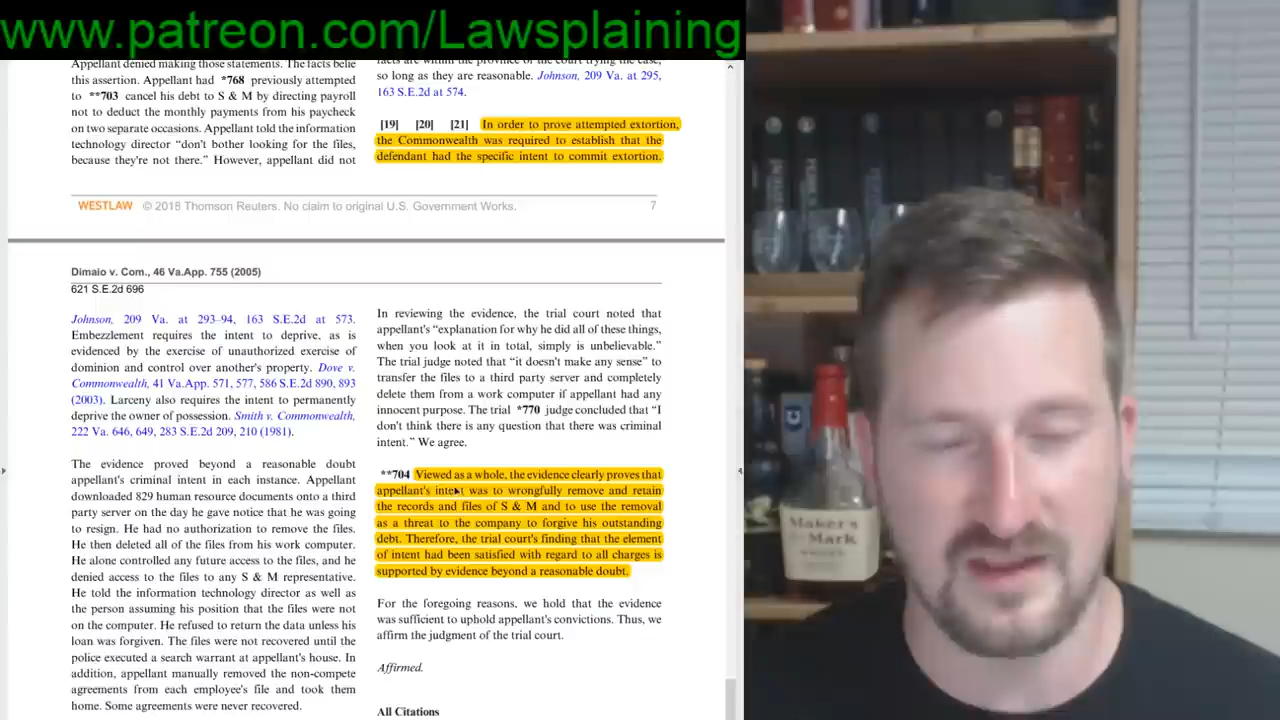 www.patreon.com/Lawsplaining
Appellant denied making those statements. The facts belie
this assertion. Appellant had *768 previously attempted
to **703 cancel his debt to S & M by directing payroll
not to deduct the monthly payments from his paycheck
on two separate occasions. Appellant told the information
technology director “don't bother looking for the files,
because they're not there.” However, appellant did not
facts are within the province of the court trying the case,
so long as they are reasonable. Johnson, 209 Va. at 295,
163 S.E.2d at 574.
[19] [20] [21] In order to prove attempted extortion,
the Commonwealth was required to establish that the
defendant had the specific intent to commit extortion.
WESTLAW © 2018 Thomson Reuters. No claim to original U.S. Government Works. 7
Dimaio v. Com., 46 Va.App. 755 (2005)
621 S.E.2d 696
Johnson, 209 Va. at 293–94, 163 S.E.2d at 573.
Embezzlement requires the intent to deprive, as is
evidenced by the exercise of unauthorized exercise of
dominion and control over another's property. Dove v.
Commonwealth, 41 Va.App. 571, 577, 586 S.E.2d 890, 893
(2003). Larceny also requires the intent to permanently
deprive the owner of possession. Smith v. Commonwealth,
222 Va. 646, 649, 283 S.E.2d 209, 210 (1981).
The evidence proved beyond a reasonable doubt
appellant's criminal intent in each instance. Appellant
downloaded 829 human resource documents onto a third
party server on the day he gave notice that he was going
to resign. He had no authorization to remove the files.
He then deleted all of the files from his work computer.
He alone controlled any future access to the files, and he
denied access to the files to any S & M representative.
He told the information technology director as well as
the person assuming his position that the files were not
on the computer. He refused to return the data unless his
loan was forgiven. The files were not recovered until the
police executed a search warrant at appellant's house. In
addition, appellant manually removed the non-compete
agreements from each employee's file and took them
home. Some agreements were never recovered.
In reviewing the evidence, the trial court noted that
appellant's “explanation for why he did all of these things,
when you look at it in total, simply is unbelievable.”
The trial judge noted that “it doesn't make any sense” to
transfer the files to a third party server and completely
delete them from a work computer if appellant had any
innocent purpose. The trial *770 judge concluded that “I
don't think there is any question that there was criminal
intent.” We agree.
**704 Viewed as a whole, the evidence clearly proves that
appellant's intent was to wrongfully remove and retain
the records and files of S & M and to use the removal
as a threat to the company to forgive his outstanding
debt. Therefore, the trial court's finding that the element
of intent had been satisfied with regard to all charges is
supported by evidence beyond a reasonable doubt.
For the foregoing reasons, we hold that the evidence
was sufficient to uphold appellant's convictions. Thus, we
affirm the judgment of the trial court.
Affirmed.
All Citations
Maker's
Mark